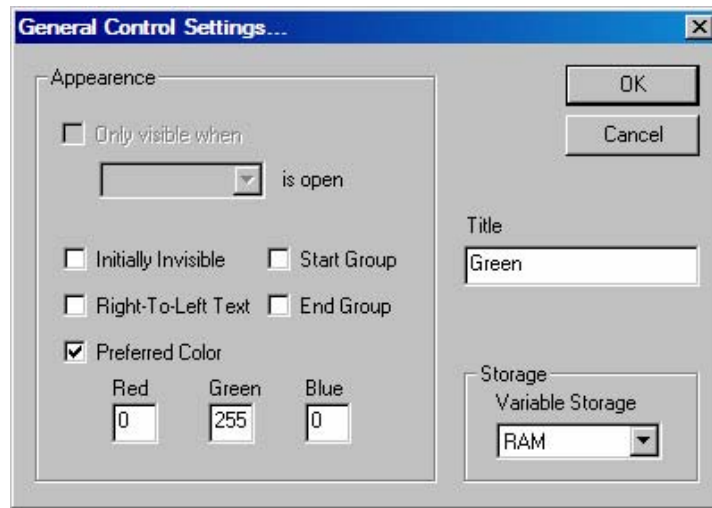 General Control Settings...
Appearence
OK
Only visible when
Cancel
is open
Title
Initially Invisible
Start Group
Green
Right-To-Left Text
End Group
Preferred Color
Red Green Blue
0 255 0
Storage
Variable Storage
RAM